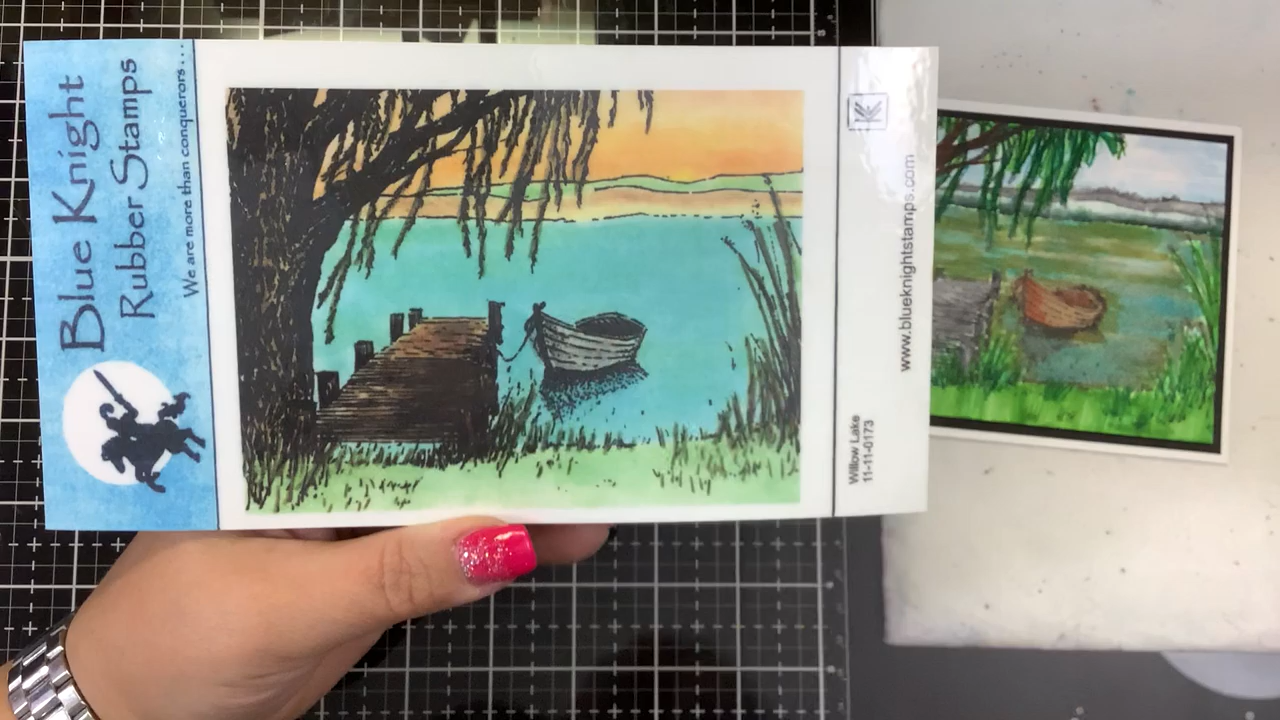 Blue Knight
Rubber Stamps
We are more than conquerors...
K
www.blueknightstamps.com
Willow Lake
11-11-0173